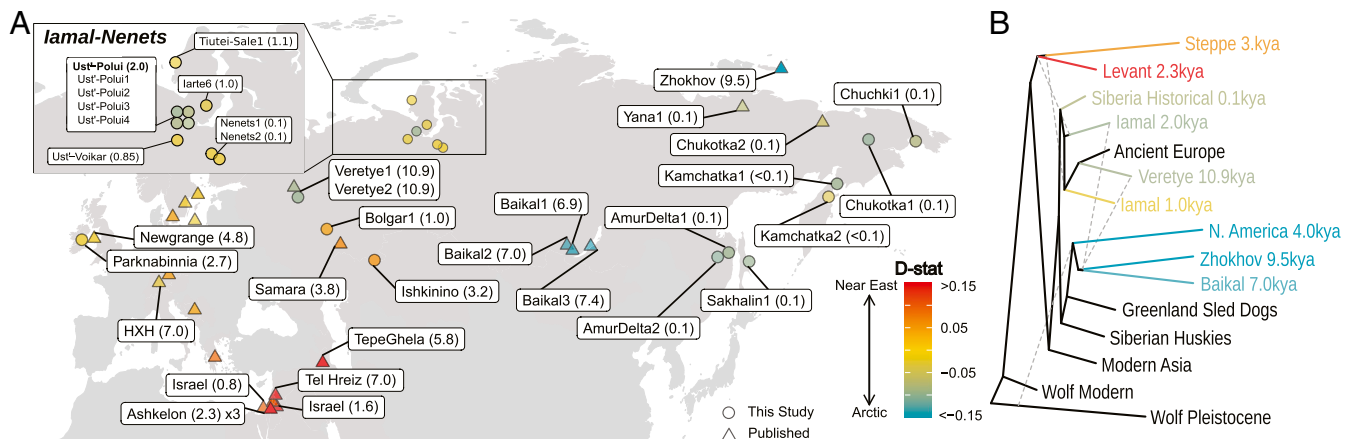 A
Iamal-Nenets
Tiutei-Sale1 (1.1)
Ust'-Polui (2.0)
Ust'-Polui1
Ust'-Polui2
Ust'-Polui3
Ust'-Polui4
Iarte6 (1.0)
Nenets1 (0.1)
Nenets2 (0.1)
Ust'-Voikar (0.85)
Zhokhov (9.5)
Yana1 (0.1)
Chuchki1 (0.1)
Chukotka2 (0.1)
Veretye1 (10.9)
Veretye2 (10.9)
Kamchatka1 (<0.1)
Chukotka1 (0.1)
Baikal1 (6.9)
Bolgar1 (1.0)
AmurDelta1 (0.1)
Newgrange (4.8)
Kamchatka2 (<0.1)
Baikal2 (7.0)
Parknabinnia (2.7)
Samara (3.8)
Ishkinino (3.2)
Baikal3 (7.4)
Sakhalin1 (0.1)
HXH (7.0)
AmurDelta2 (0.1)
TepeGhela (5.8)
Israel (0.8)
Tel Hreiz (7.0)
Ashkelon (2.3) x3
Israel (1.6)
D-stat
Near East
>0.15
0.05
−0.05
Arctic
<−0.15
This Study
Published
B
Steppe 3.kya
Levant 2.3kya
Siberia Historical 0.1kya
Iamal 2.0kya
Ancient Europe
Veretye 10.9kya
Iamal 1.0kya
N. America 4.0kya
Zhokhov 9.5kya
Baikal 7.0kya
Greenland Sled Dogs
Siberian Huskies
Modern Asia
Wolf Modern
Wolf Pleistocene